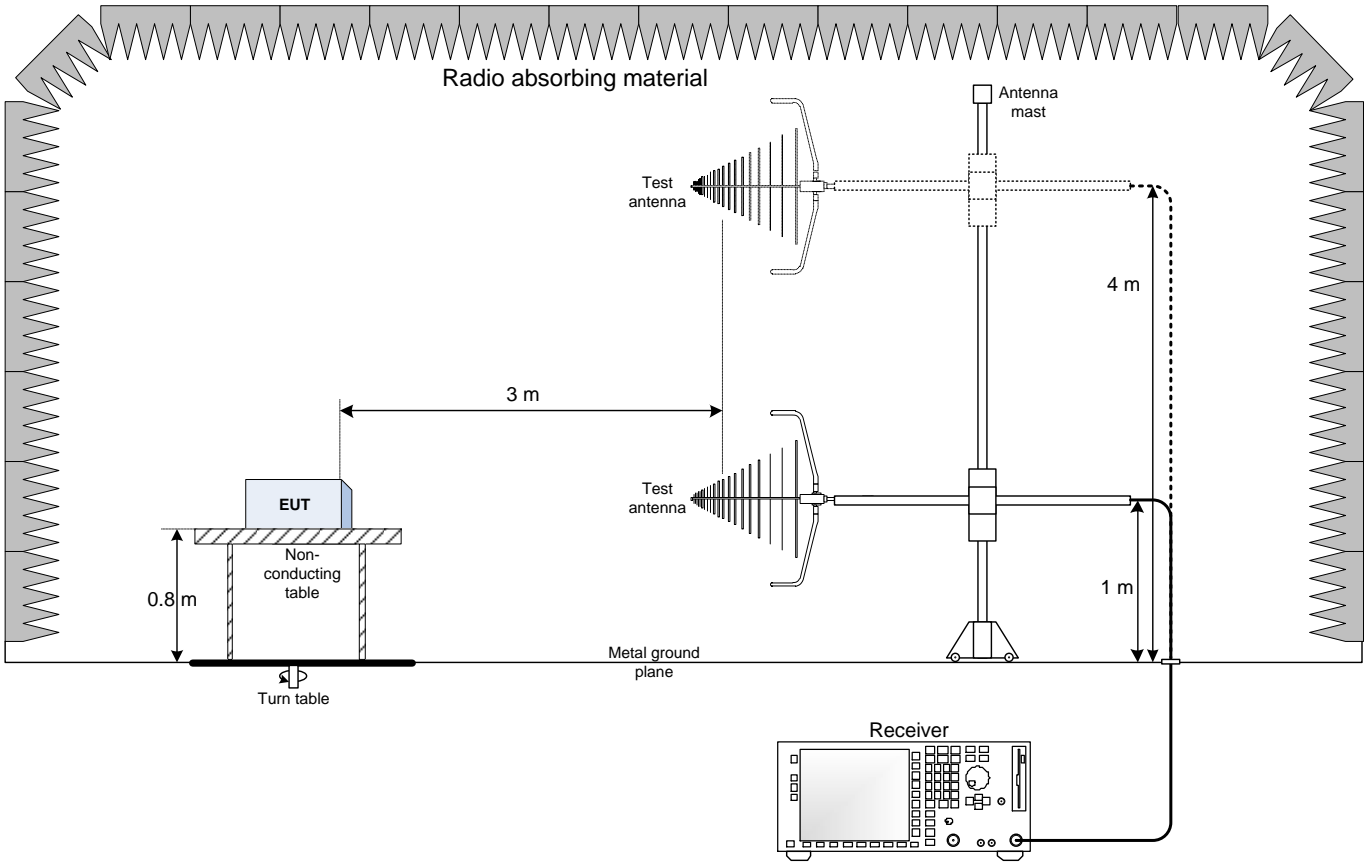 Radio absorbing material
Antenna
mast
Test
antenna
4 m
3 m
Test
antenna
EUT
Non-
conducting
table
0.8 m
1 m
Metal ground
plane
Turn table
Receiver